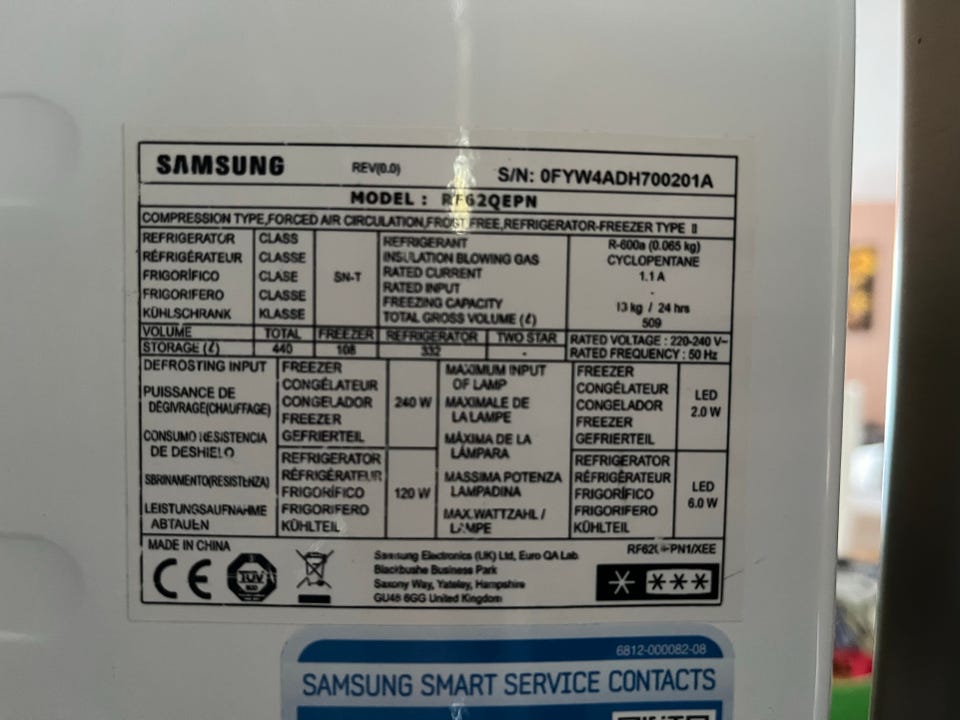 SAMSUNG REV(0.0) S/N: 0FYW4ADH700201A
MODEL : RF62QEPN
COMPRESSION TYPE,FORCED AIR CIRCULATION,FROST FREE,REFRIGERATOR-FREEZER TYPE II
REFRIGERATOR
RÉFRIGÉRATEUR
FRIGORÍFICO
FRIGORIFERO
KÜHLSCHRANK
CLASS
CLASSE
CLASE
CLASSE
KLASSE
SN-T
REFRIGERANT
INSULATION BLOWING GAS
RATED CURRENT
RATED INPUT
FREEZING CAPACITY
TOTAL GROSS VOLUME (ℓ)
R-600a (0.065 kg)
CYCLOPENTANE
1.1 A
-
13 kg / 24 hrs
509
VOLUME TOTAL FREEZER REFRIGERATOR TWO STAR
STORAGE (ℓ) 440 108 332 -
RATED VOLTAGE : 220-240 V~
RATED FREQUENCY : 50 Hz
DEFROSTING INPUT
PUISSANCE DE
DÉGIVRAGE(CHAUFFAGE)
CONSUMO RESISTENCIA
DE DESHIELO
SBRINAMENTO(RESISTENZA)
LEISTUNGSAUFNAHME
ABTAUEN
FREEZER
CONGÉLATEUR
CONGELADOR
FREEZER
GEFRIERTEIL
240 W
REFRIGERATOR
RÉFRIGÉRATEUR
FRIGORÍFICO
FRIGORIFERO
KÜHLTEIL
120 W
MAXIMUM INPUT
OF LAMP
MAXIMALE DE
LA LAMPE
MÁXIMA DE LA
LÁMPARA
MASSIMA POTENZA
LAMPADINA
MAX.WATTZAHL /
LAMPE
FREEZER
CONGÉLATEUR
CONGELADOR
FREEZER
GEFRIERTEIL
LED
2.0 W
REFRIGERATOR
RÉFRIGÉRATEUR
FRIGORÍFICO
FRIGORIFERO
KÜHLTEIL
LED
6.0 W
MADE IN CHINA
CE
TÜV
Samsung Electronics (UK) Ltd, Euro QA Lab
Blackbushe Business Park
Saxony Way, Yateley, Hampshire
GU46 6GG United Kingdom
6812-000082-08
SAMSUNG SMART SERVICE CONTACTS